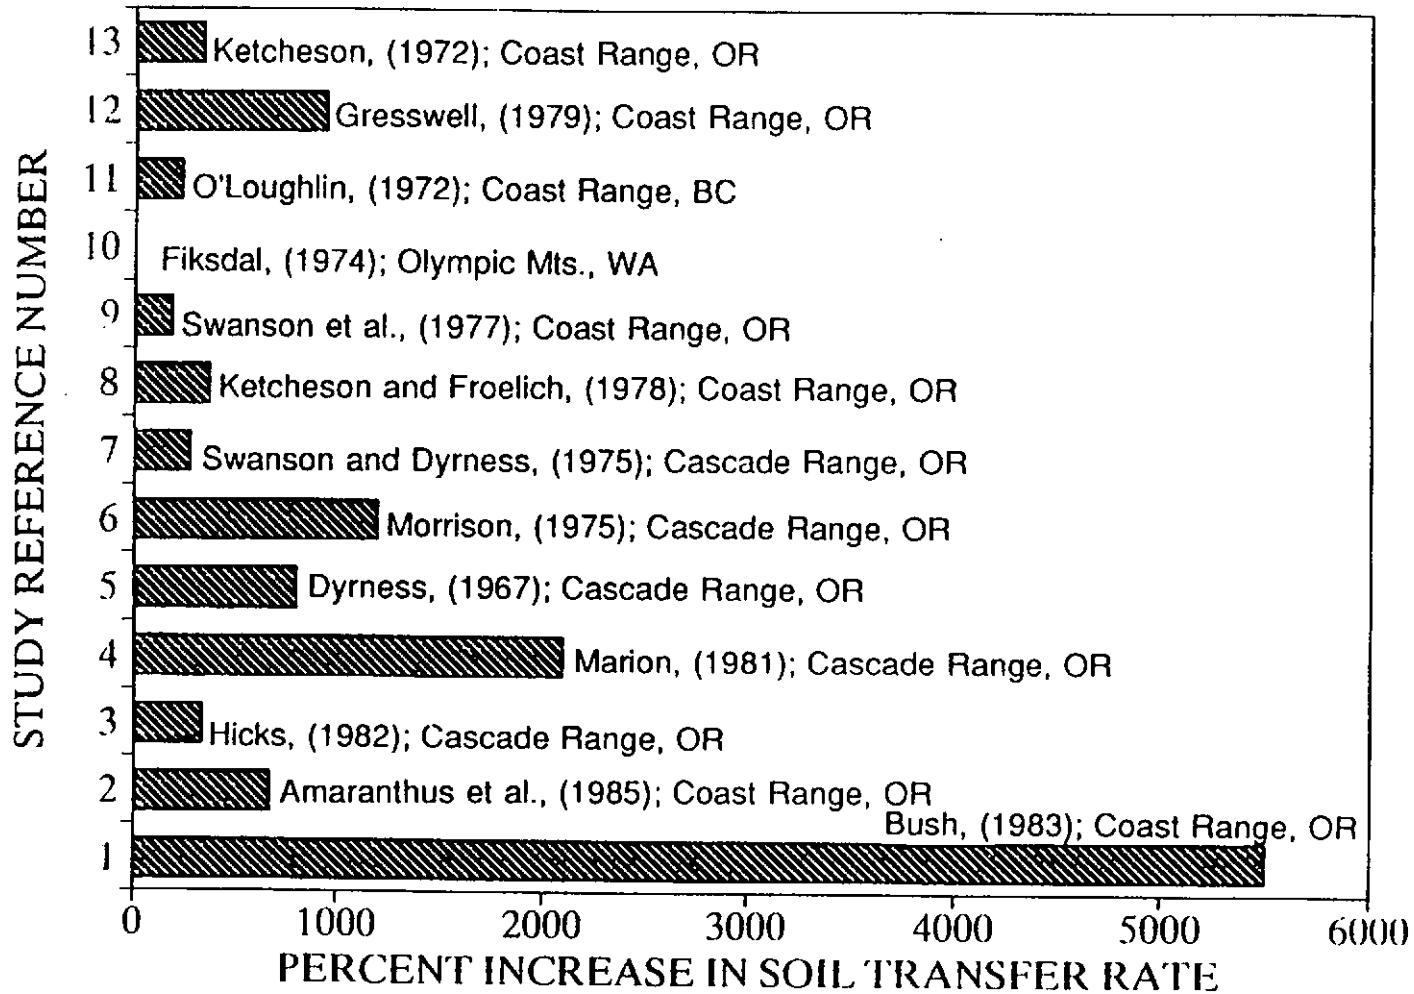 STUDY REFERENCE NUMBER
13 Ketcheson, (1972); Coast Range, OR
12 Gresswell, (1979); Coast Range, OR
11 O'Loughlin, (1972); Coast Range, BC
10 Fiksdal, (1974); Olympic Mts., WA
9 Swanson et al., (1977); Coast Range, OR
8 Ketcheson and Froelich, (1978); Coast Range, OR
7 Swanson and Dyrness, (1975); Cascade Range, OR
6 Morrison, (1975); Cascade Range, OR
5 Dyrness, (1967); Cascade Range, OR
4 Marion, (1981); Cascade Range, OR
3 Hicks, (1982); Cascade Range, OR
2 Amaranthus et al., (1985); Coast Range, OR
Bush, (1983); Coast Range, OR
1
0 1000 2000 3000 4000 5000 6000
PERCENT INCREASE IN SOIL TRANSFER RATE